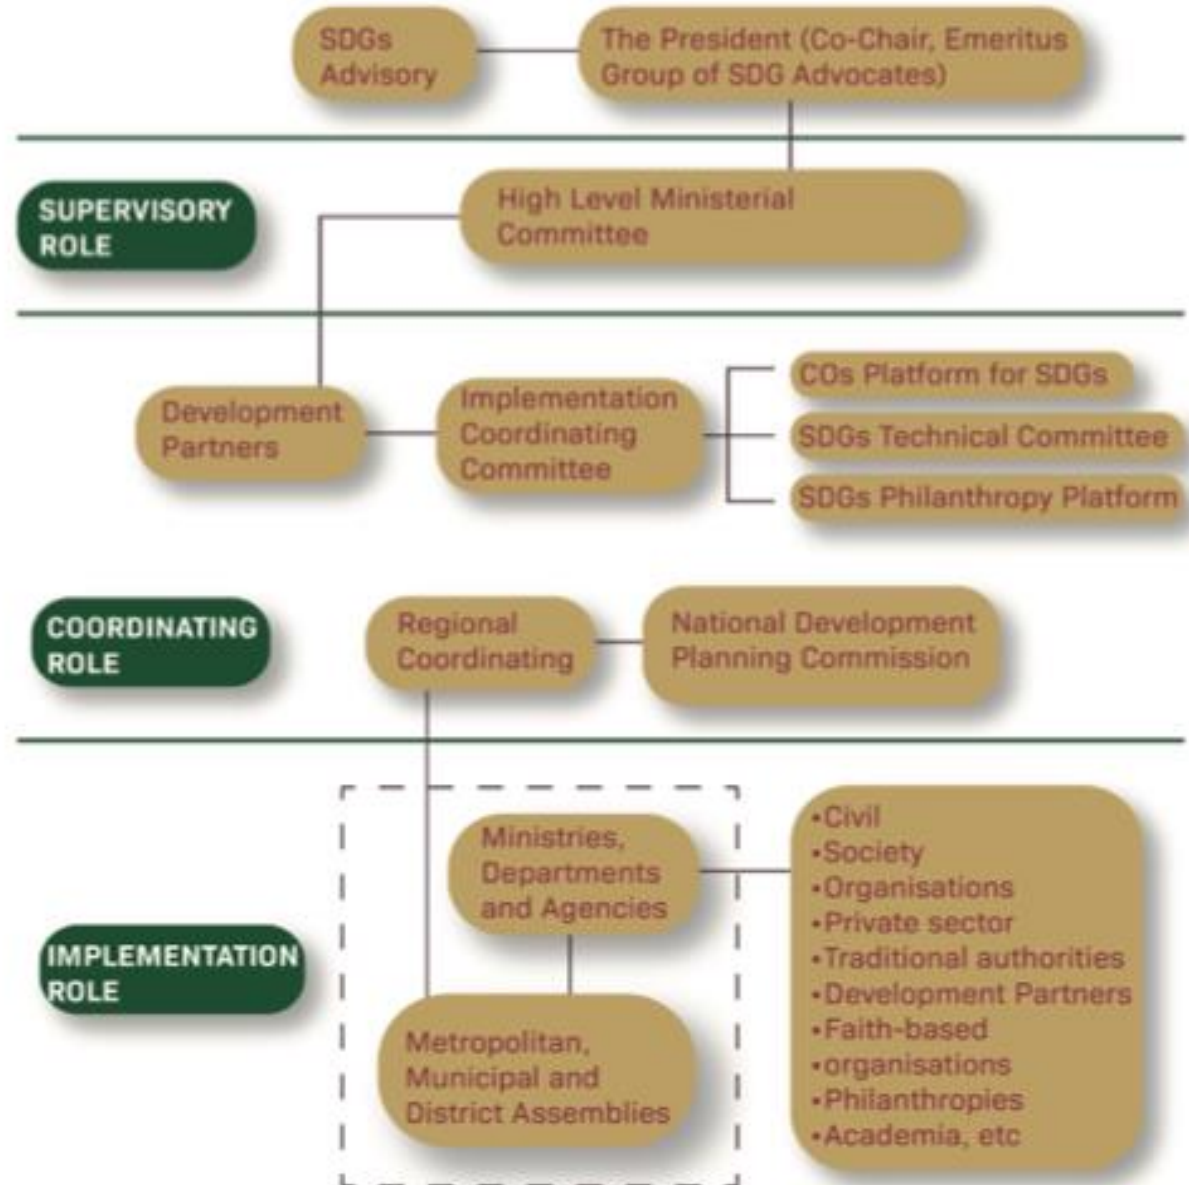 SDGs
Advisory
The President (Co-Chair, Emeritus
Group of SDG Advocates)
SUPERVISORY
ROLE
High Level Ministerial
Committee
Development
Partners
Implementation
Coordinating
Committee
COs Platform for SDGs
SDGs Technical Committee
SDGs Philanthropy Platform
COORDINATING
ROLE
Regional
Coordinating
National Development
Planning Commission
IMPLEMENTATION
ROLE
Ministries,
Departments
and Agencies
Metropolitan,
Municipal and
District Assemblies
•Civil
•Society
•Organisations
•Private sector
•Traditional authorities
•Development Partners
•Faith-based
•organisations
•Philanthropies
•Academia, etc